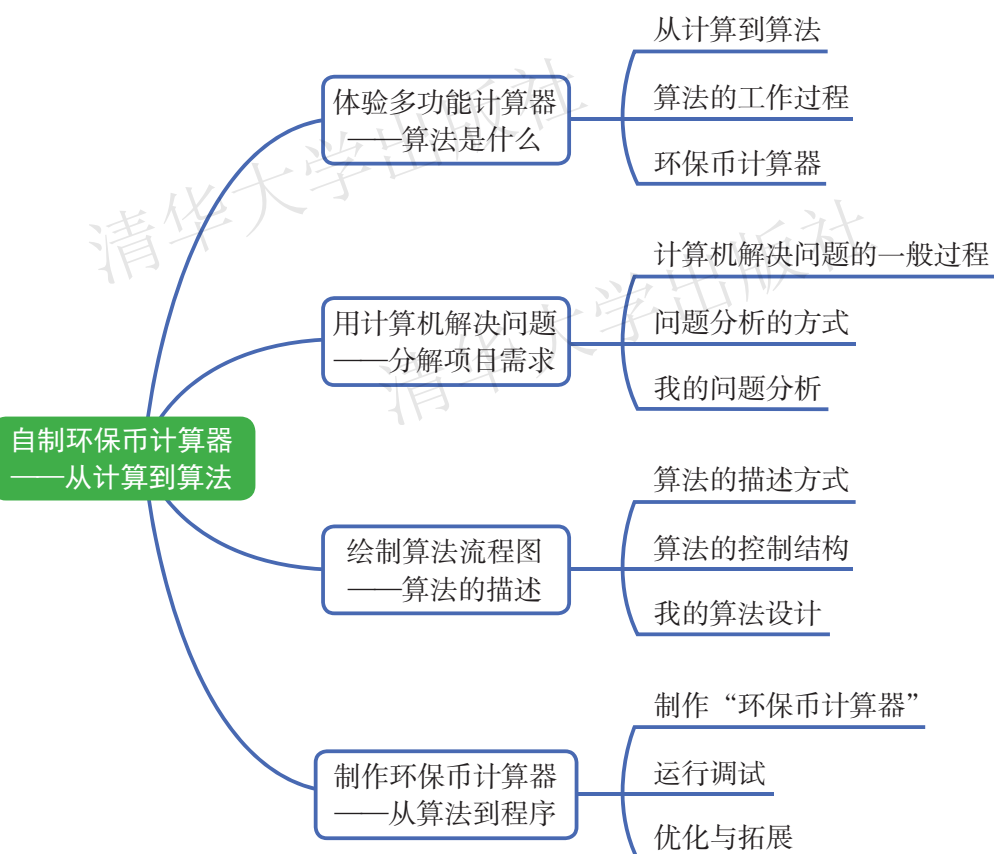 自制环保币计算器
——从计算到算法
体验多功能计算器
——算法是什么
从计算到算法
算法的工作过程
环保币计算器
用计算机解决问题
——分解项目需求
计算机解决问题的一般过程
问题分析的方式
我的问题分析
绘制算法流程图
——算法的描述
算法的描述方式
算法的控制结构
我的算法设计
制作环保币计算器
——从算法到程序
制作“环保币计算器”
运行调试
优化与拓展
清华大学出版社
清华大学出版社